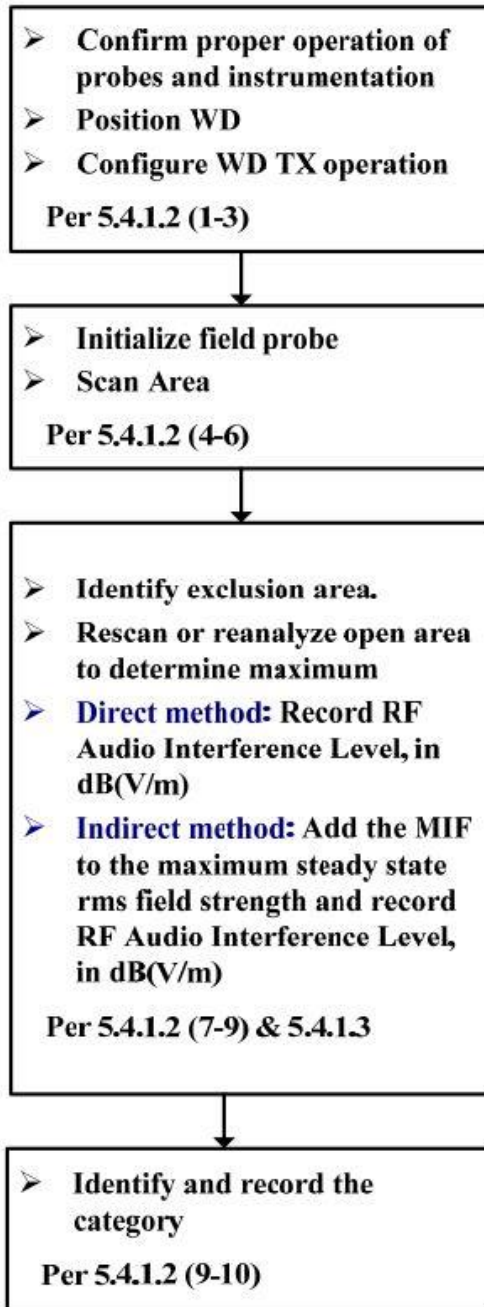 ➢ Confirm proper operation of
probes and instrumentation
➢ Position WD
➢ Configure WD TX operation
Per 5.4.1.2 (1-3)
➢ Initialize field probe
➢ Scan Area
Per 5.4.1.2 (4-6)
➢ Identify exclusion area.
➢ Rescan or reanalyze open area
to determine maximum
➢ Direct method: Record RF
Audio Interference Level, in
dB(V/m)
➢ Indirect method: Add the MIF
to the maximum steady state
rms field strength and record
RF Audio Interference Level,
in dB(V/m)
Per 5.4.1.2 (7-9) & 5.4.1.3
➢ Identify and record the
category
Per 5.4.1.2 (9-10)